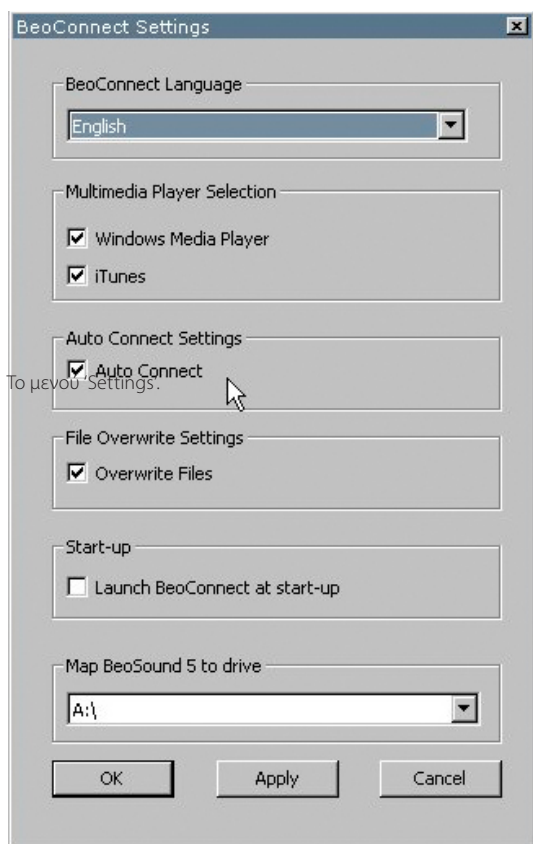 BeoConnect Settings
BeoConnect Language
English
Multimedia Player Selection
Windows Media Player
iTunes
Auto Connect Settings
Auto Connect
Το μενού 'Settings'.
File Overwrite Settings
Overwrite Files
Start-up
Launch BeoConnect at start-up
Map BeoSound 5 to drive
A:\
OK
Apply
Cancel